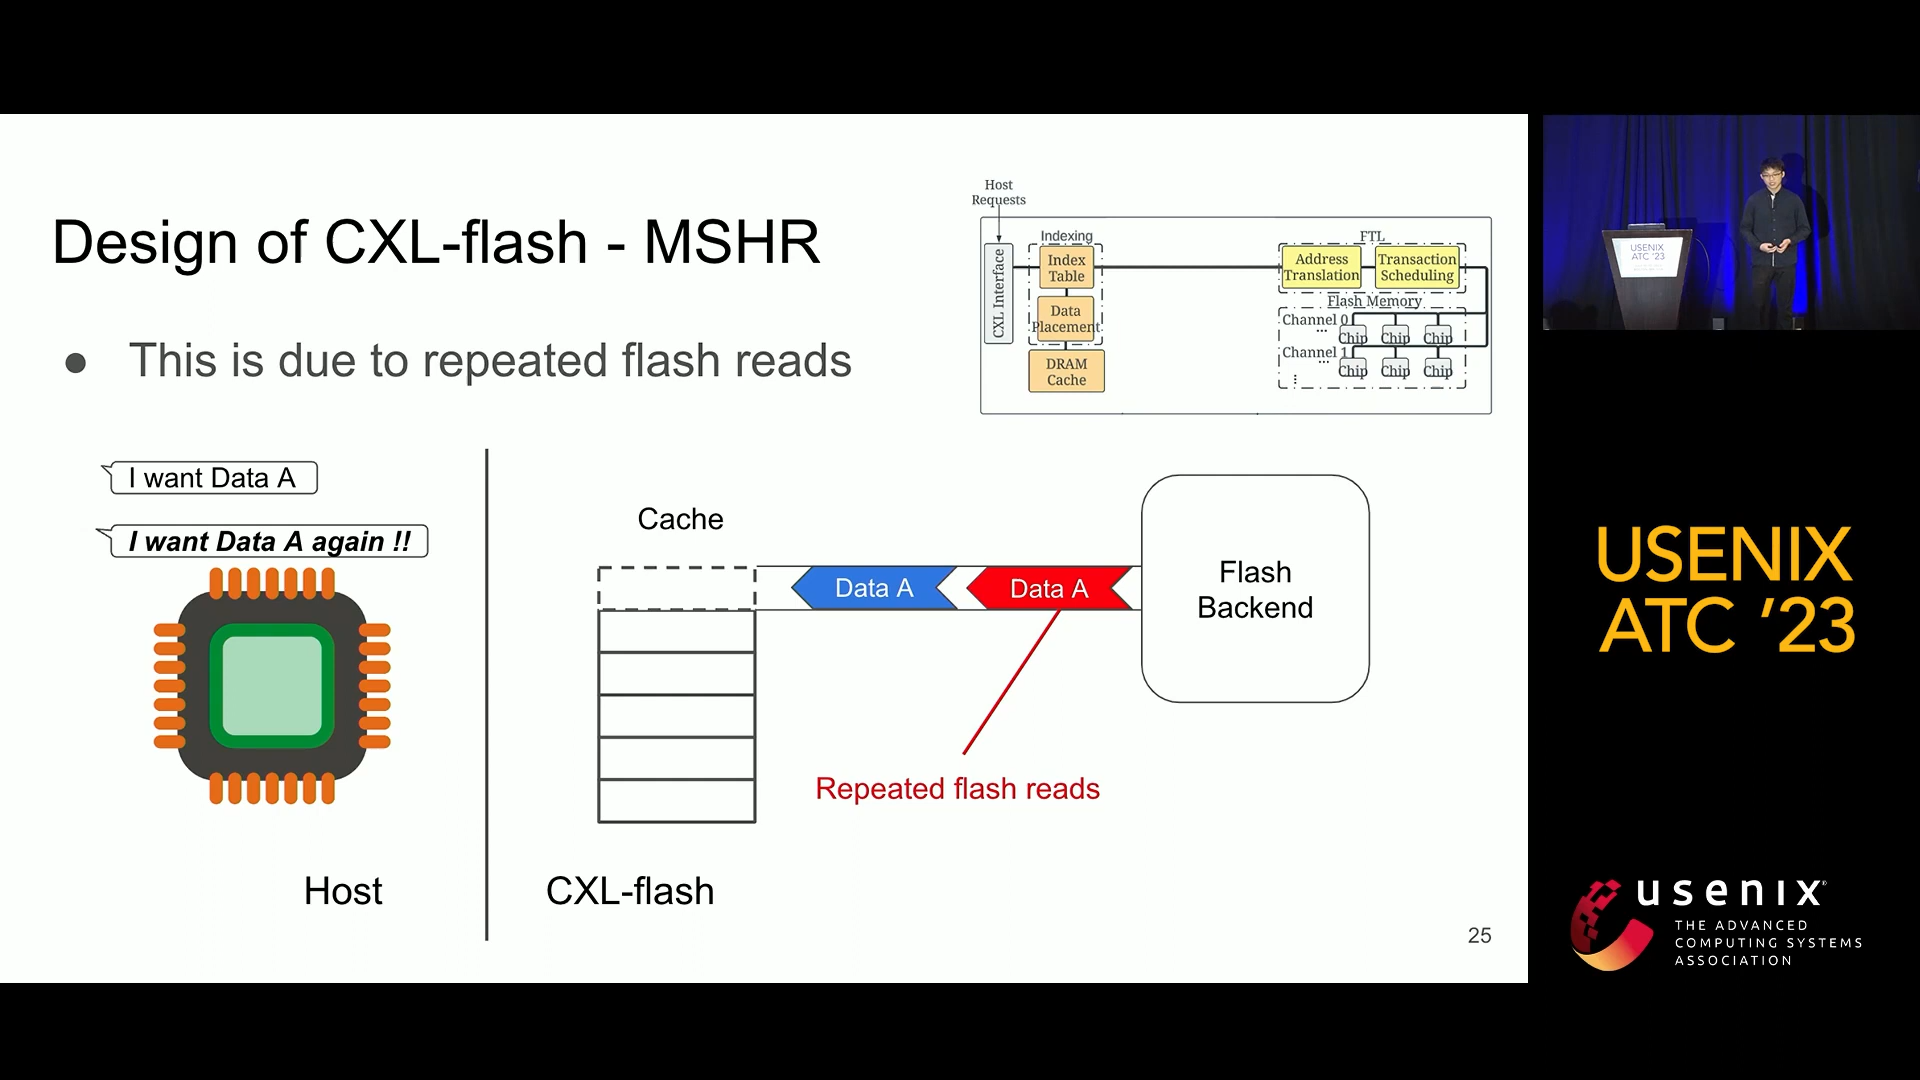 Design of CXL-flash - MSHR
● This is due to repeated flash reads
Host
Requests
CXL Interface
Indexing
Index
Table
Data
Placement
DRAM
Cache
FTL
Address
Translation
Transaction
Scheduling
Flash Memory
Channel 0
...
Chip Chip Chip
Channel 1
...
Chip Chip Chip
I want Data A
I want Data A again !!
Cache
Data A
Data A
Flash
Backend
Repeated flash reads
Host
CXL-flash
25
USENIX
ATC '23
USENIX
ATC '23
usenix
THE ADVANCED
COMPUTING SYSTEMS
ASSOCIATION